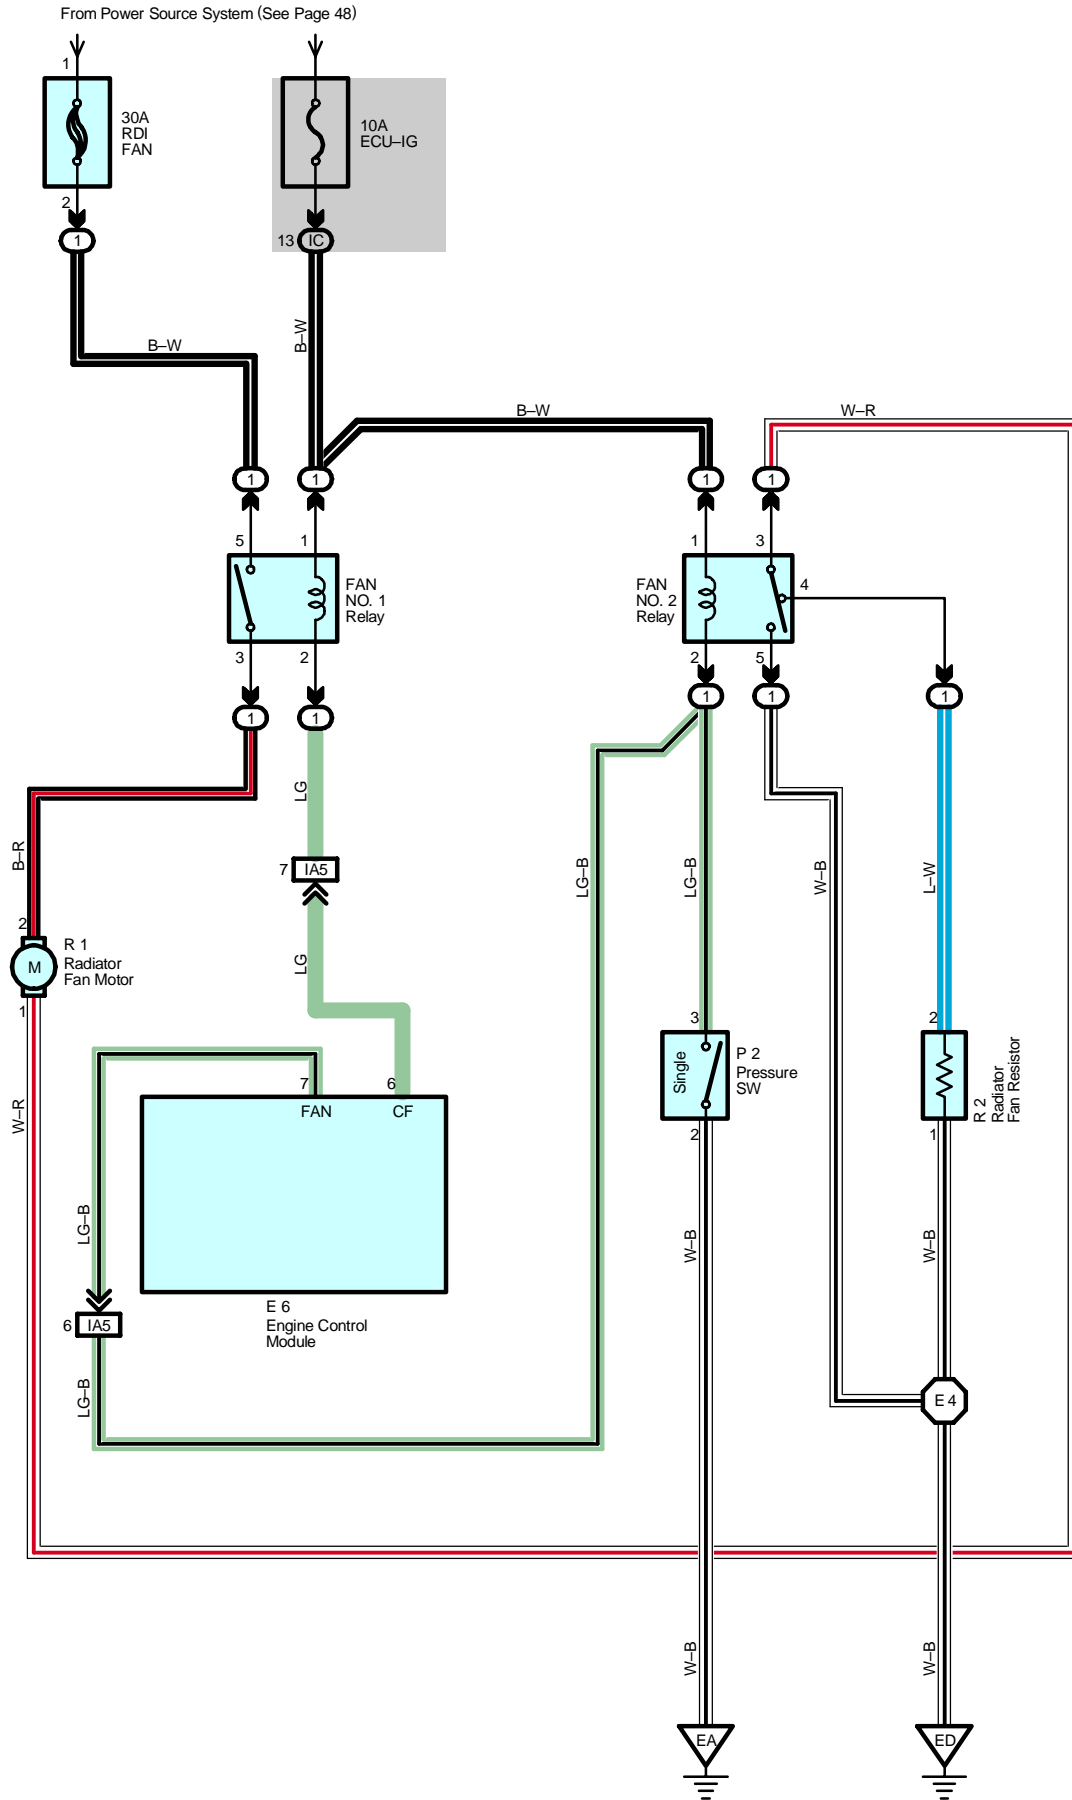 From Power Source System (See Page 48)
1
30A
RDI
FAN
10A
ECU–IG
2
1
13
IC
B–W
B–W
B–W
W–R
1
1
1
1
5
1
1
3
FAN
NO. 1
Relay
FAN
NO. 2
Relay
4
3
2
2
5
1
1
1
1
1
LG
B–R
7
IA5
LG–B
LG–B
W–B
L–W
2
R 1
Radiator
Fan Motor
M
LG
1
3
2
Single
P 2
Pressure
SW
R 2
Radiator
Fan Resistor
7
6
FAN
CF
W–R
2
1
LG–B
W–B
W–B
E 6
Engine Control
Module
6
IA5
LG–B
E 4
W–B
W–B
EA
ED